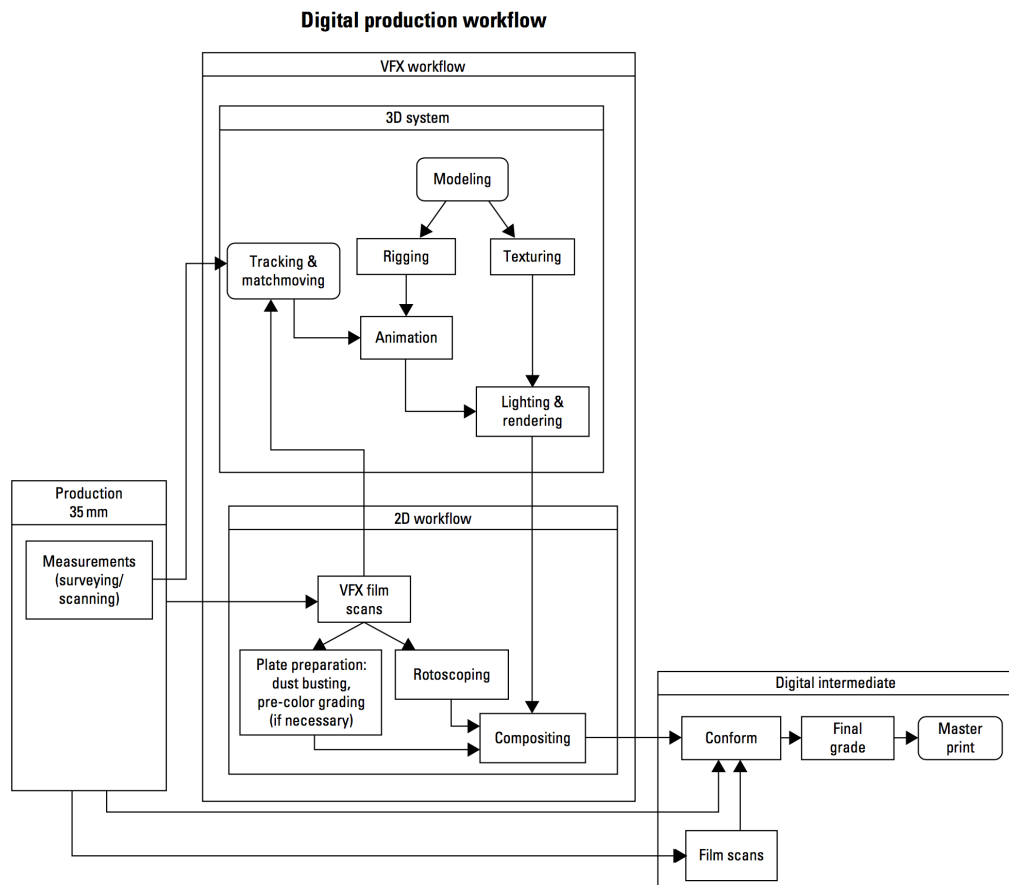 Digital production workflow
VFX workflow
3D system
Modeling
Rigging
Texturing
Tracking &
matchmoving
Animation
Lighting &
rendering
Production
35 mm
Measurements
(surveying/
scanning)
2D workflow
VFX film
scans
Plate preparation:
dust busting,
pre-color grading
(if necessary)
Rotoscoping
Compositing
Digital intermediate
Conform
Final
grade
Master
print
Film scans